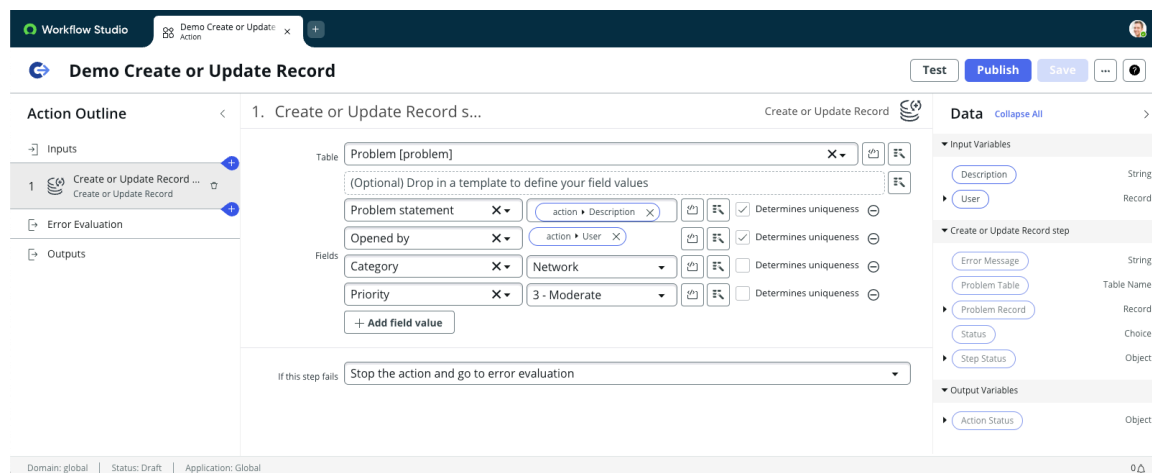 Workflow Studio
Demo Create or Update
Action
Demo Create or Update Record
Test
Publish
Save
Action Outline
Inputs
1
Create or Update Record ...
Create or Update Record
Error Evaluation
Outputs
1. Create or Update Record s...
Create or Update Record
Table
Problem [problem]
(Optional) Drop in a template to define your field values
Fields
Problem statement
action ▸ Description
Determines uniqueness
Opened by
action ▸ User
Determines uniqueness
Category
Network
Determines uniqueness
Priority
3 - Moderate
Determines uniqueness
+ Add field value
If this step fails
Stop the action and go to error evaluation
Data
Collapse All
Input Variables
Description String
User Record
Create or Update Record step
Error Message String
Problem Table Table Name
Problem Record Record
Status Choice
Step Status Object
Output Variables
Action Status Object
Domain: global | Status: Draft | Application: Global
0